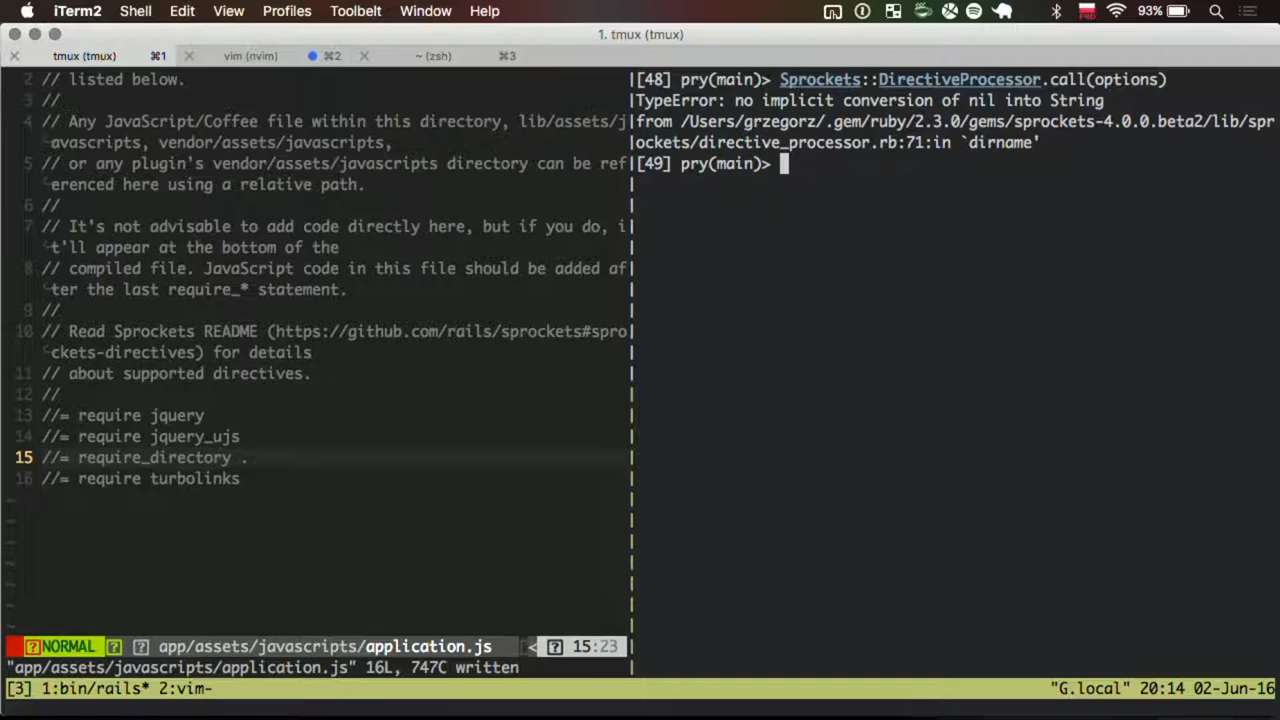 iTerm2 Shell Edit View Profiles Toolbelt Window Help 93%
1. tmux (tmux)
tmux (tmux) ⌘1 vim (nvim) ⌘2 ~ (zsh) ⌘3
2 // listed below.
3 //
4 // Any JavaScript/Coffee file within this directory, lib/assets/j
avascripts, vendor/assets/javascripts,
5 // or any plugin's vendor/assets/javascripts directory can be ref
erenced here using a relative path.
6 //
7 // It's not advisable to add code directly here, but if you do, i
t'll appear at the bottom of the
8 // compiled file. JavaScript code in this file should be added af
ter the last require_* statement.
9 //
10 // Read Sprockets README (https://github.com/rails/sprockets#spro
ckets-directives) for details
11 // about supported directives.
12 //
13 //= require jquery
14 //= require jquery_ujs
15 //= require_directory .
16 //= require turbolinks
~
~
~
~
~
~
~
NORMAL app/assets/javascripts/application.js < 15:23
"app/assets/javascripts/application.js" 16L, 747C written
[48] pry(main)> Sprockets::DirectiveProcessor.call(options)
TypeError: no implicit conversion of nil into String
from /Users/grzegorz/.gem/ruby/2.3.0/gems/sprockets-4.0.0.beta2/lib/spr
ockets/directive_processor.rb:71:in `dirname'
[49] pry(main)>
[3] 1:bin/rails* 2:vim- "G.local" 20:14 02-Jun-16